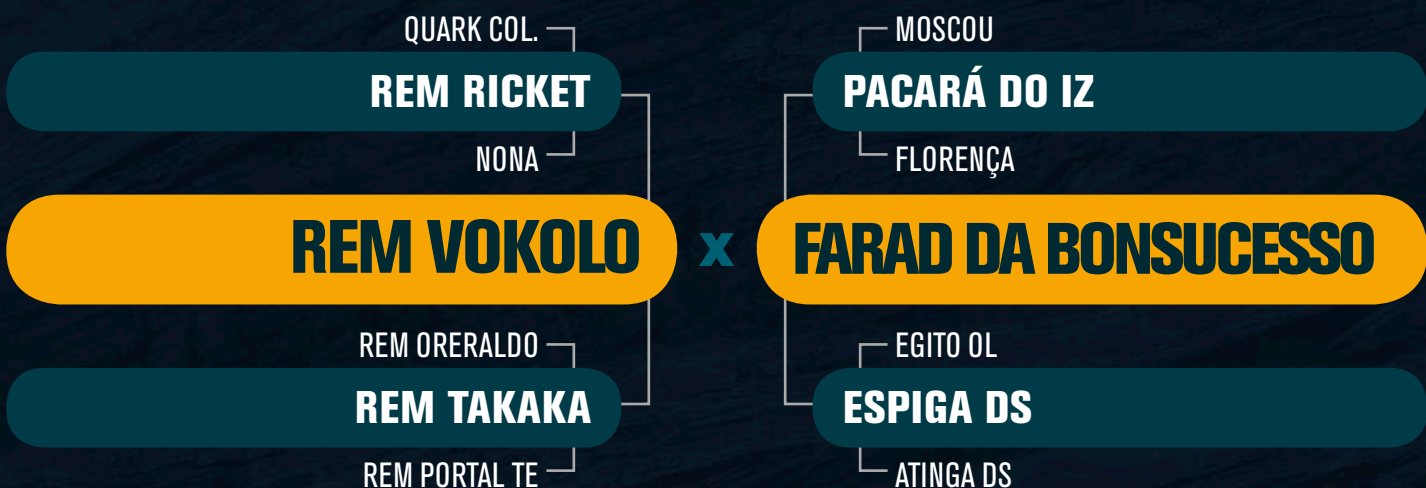 QUARK COL.
REM RICKET
NONA
REM VOKOLO
REM ORERALDO
REM TAKAKA
REM PORTAL TE
x
MOSCOU
PACARÁ DO IZ
FLORENÇA
FARAD DA BONSUCESSO
EGITO OL
ESPIGA DS
ATINGA DS